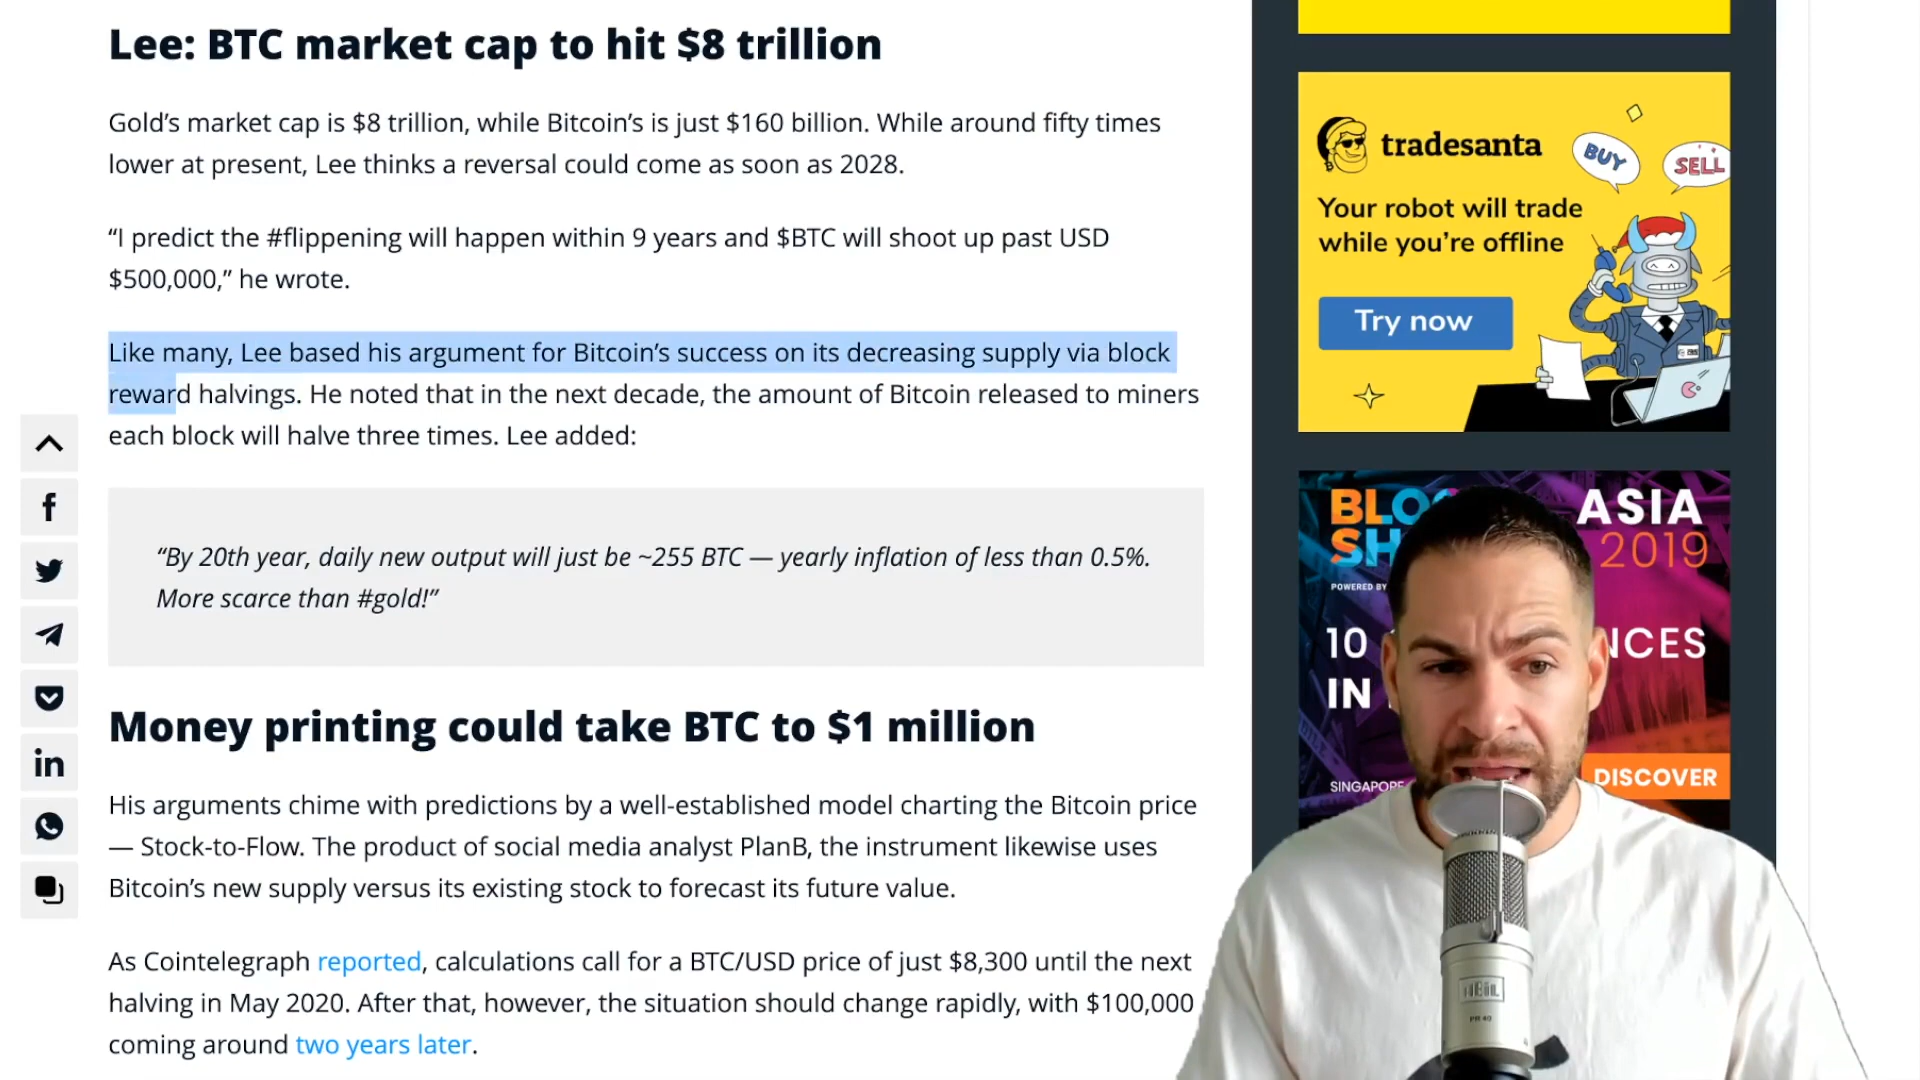 Lee: BTC market cap to hit $8 trillion
Gold’s market cap is $8 trillion, while Bitcoin’s is just $160 billion. While around fifty times
lower at present, Lee thinks a reversal could come as soon as 2028.
“I predict the #flippening will happen within 9 years and $BTC will shoot up past USD
$500,000,” he wrote.
Like many, Lee based his argument for Bitcoin’s success on its decreasing supply via block
reward halvings. He noted that in the next decade, the amount of Bitcoin released to miners
each block will halve three times. Lee added:
“By 20th year, daily new output will just be ~255 BTC — yearly inflation of less than 0.5%.
More scarce than #gold!”
Money printing could take BTC to $1 million
His arguments chime with predictions by a well-established model charting the Bitcoin price
— Stock-to-Flow. The product of social media analyst PlanB, the instrument likewise uses
Bitcoin’s new supply versus its existing stock to forecast its future value.
As Cointelegraph reported, calculations call for a BTC/USD price of just $8,300 until the next
halving in May 2020. After that, however, the situation should change rapidly, with $100,000
coming around two years later.
tradesanta
BUY
SELL
Your robot will trade
while you’re offline
Try now
ASIA
2019
POWERED BY
10
IN
SINGAPORE
DISCOVER
HEIL
PR 40